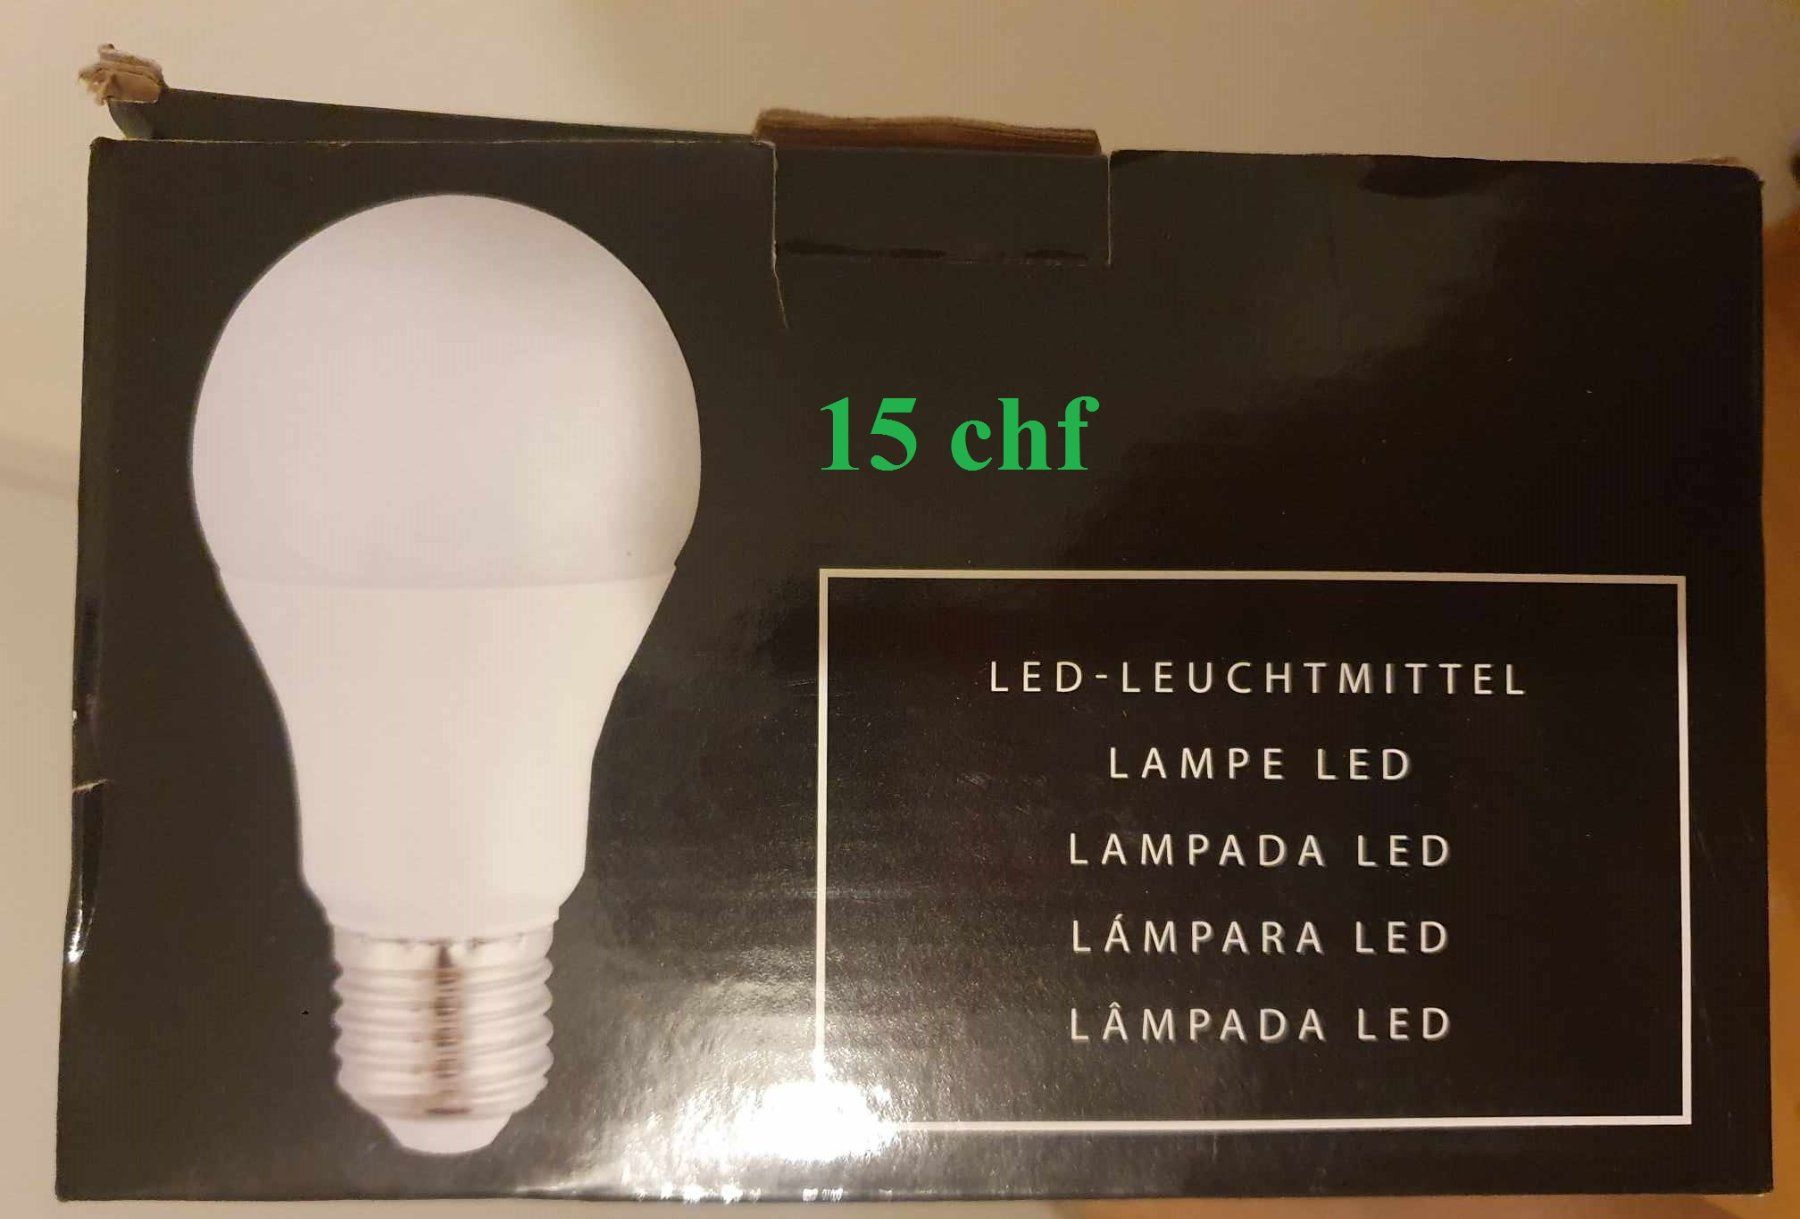 15 chf
LED-LEUCHTMITTEL
LAMPE LED
LAMPADA LED
LÁMPARA LED
LÂMPADA LED